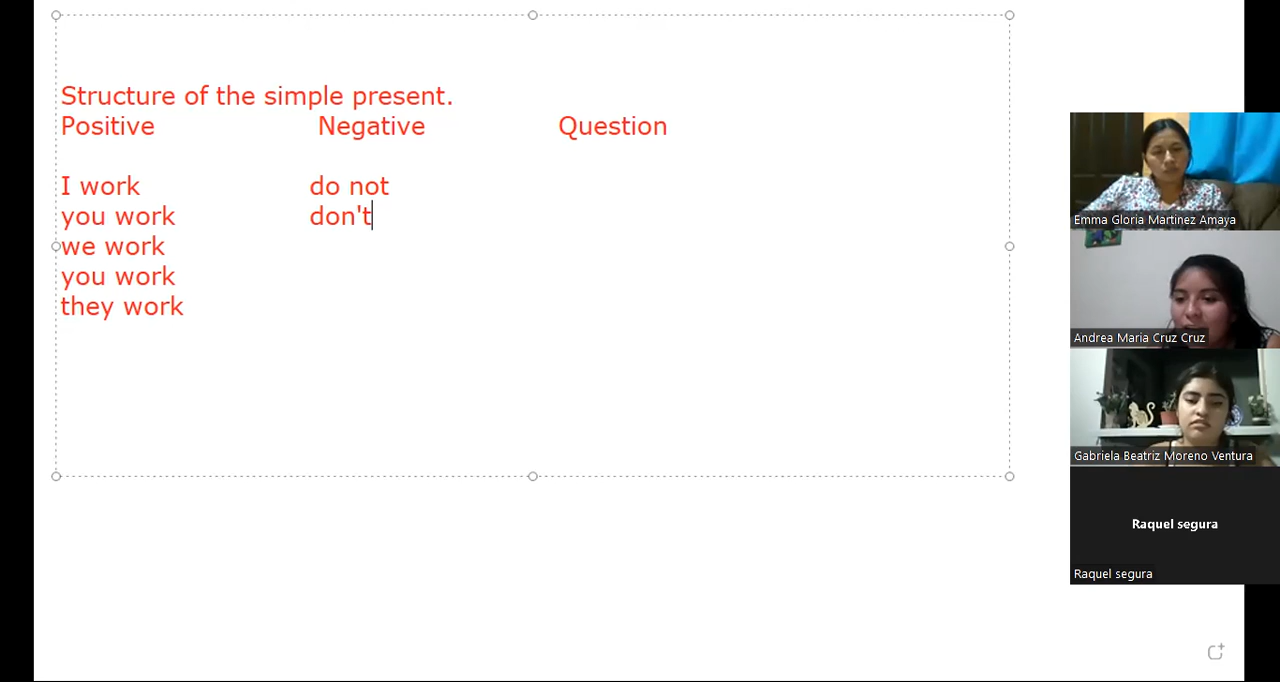 Structure of the simple present.
Positive Negative Question
I work do not
you work don't
we work
you work
they work
Emma Gloria Martinez Amaya
Andrea Maria Cruz Cruz
Gabriela Beatriz Moreno Ventura
Raquel segura
Raquel segura